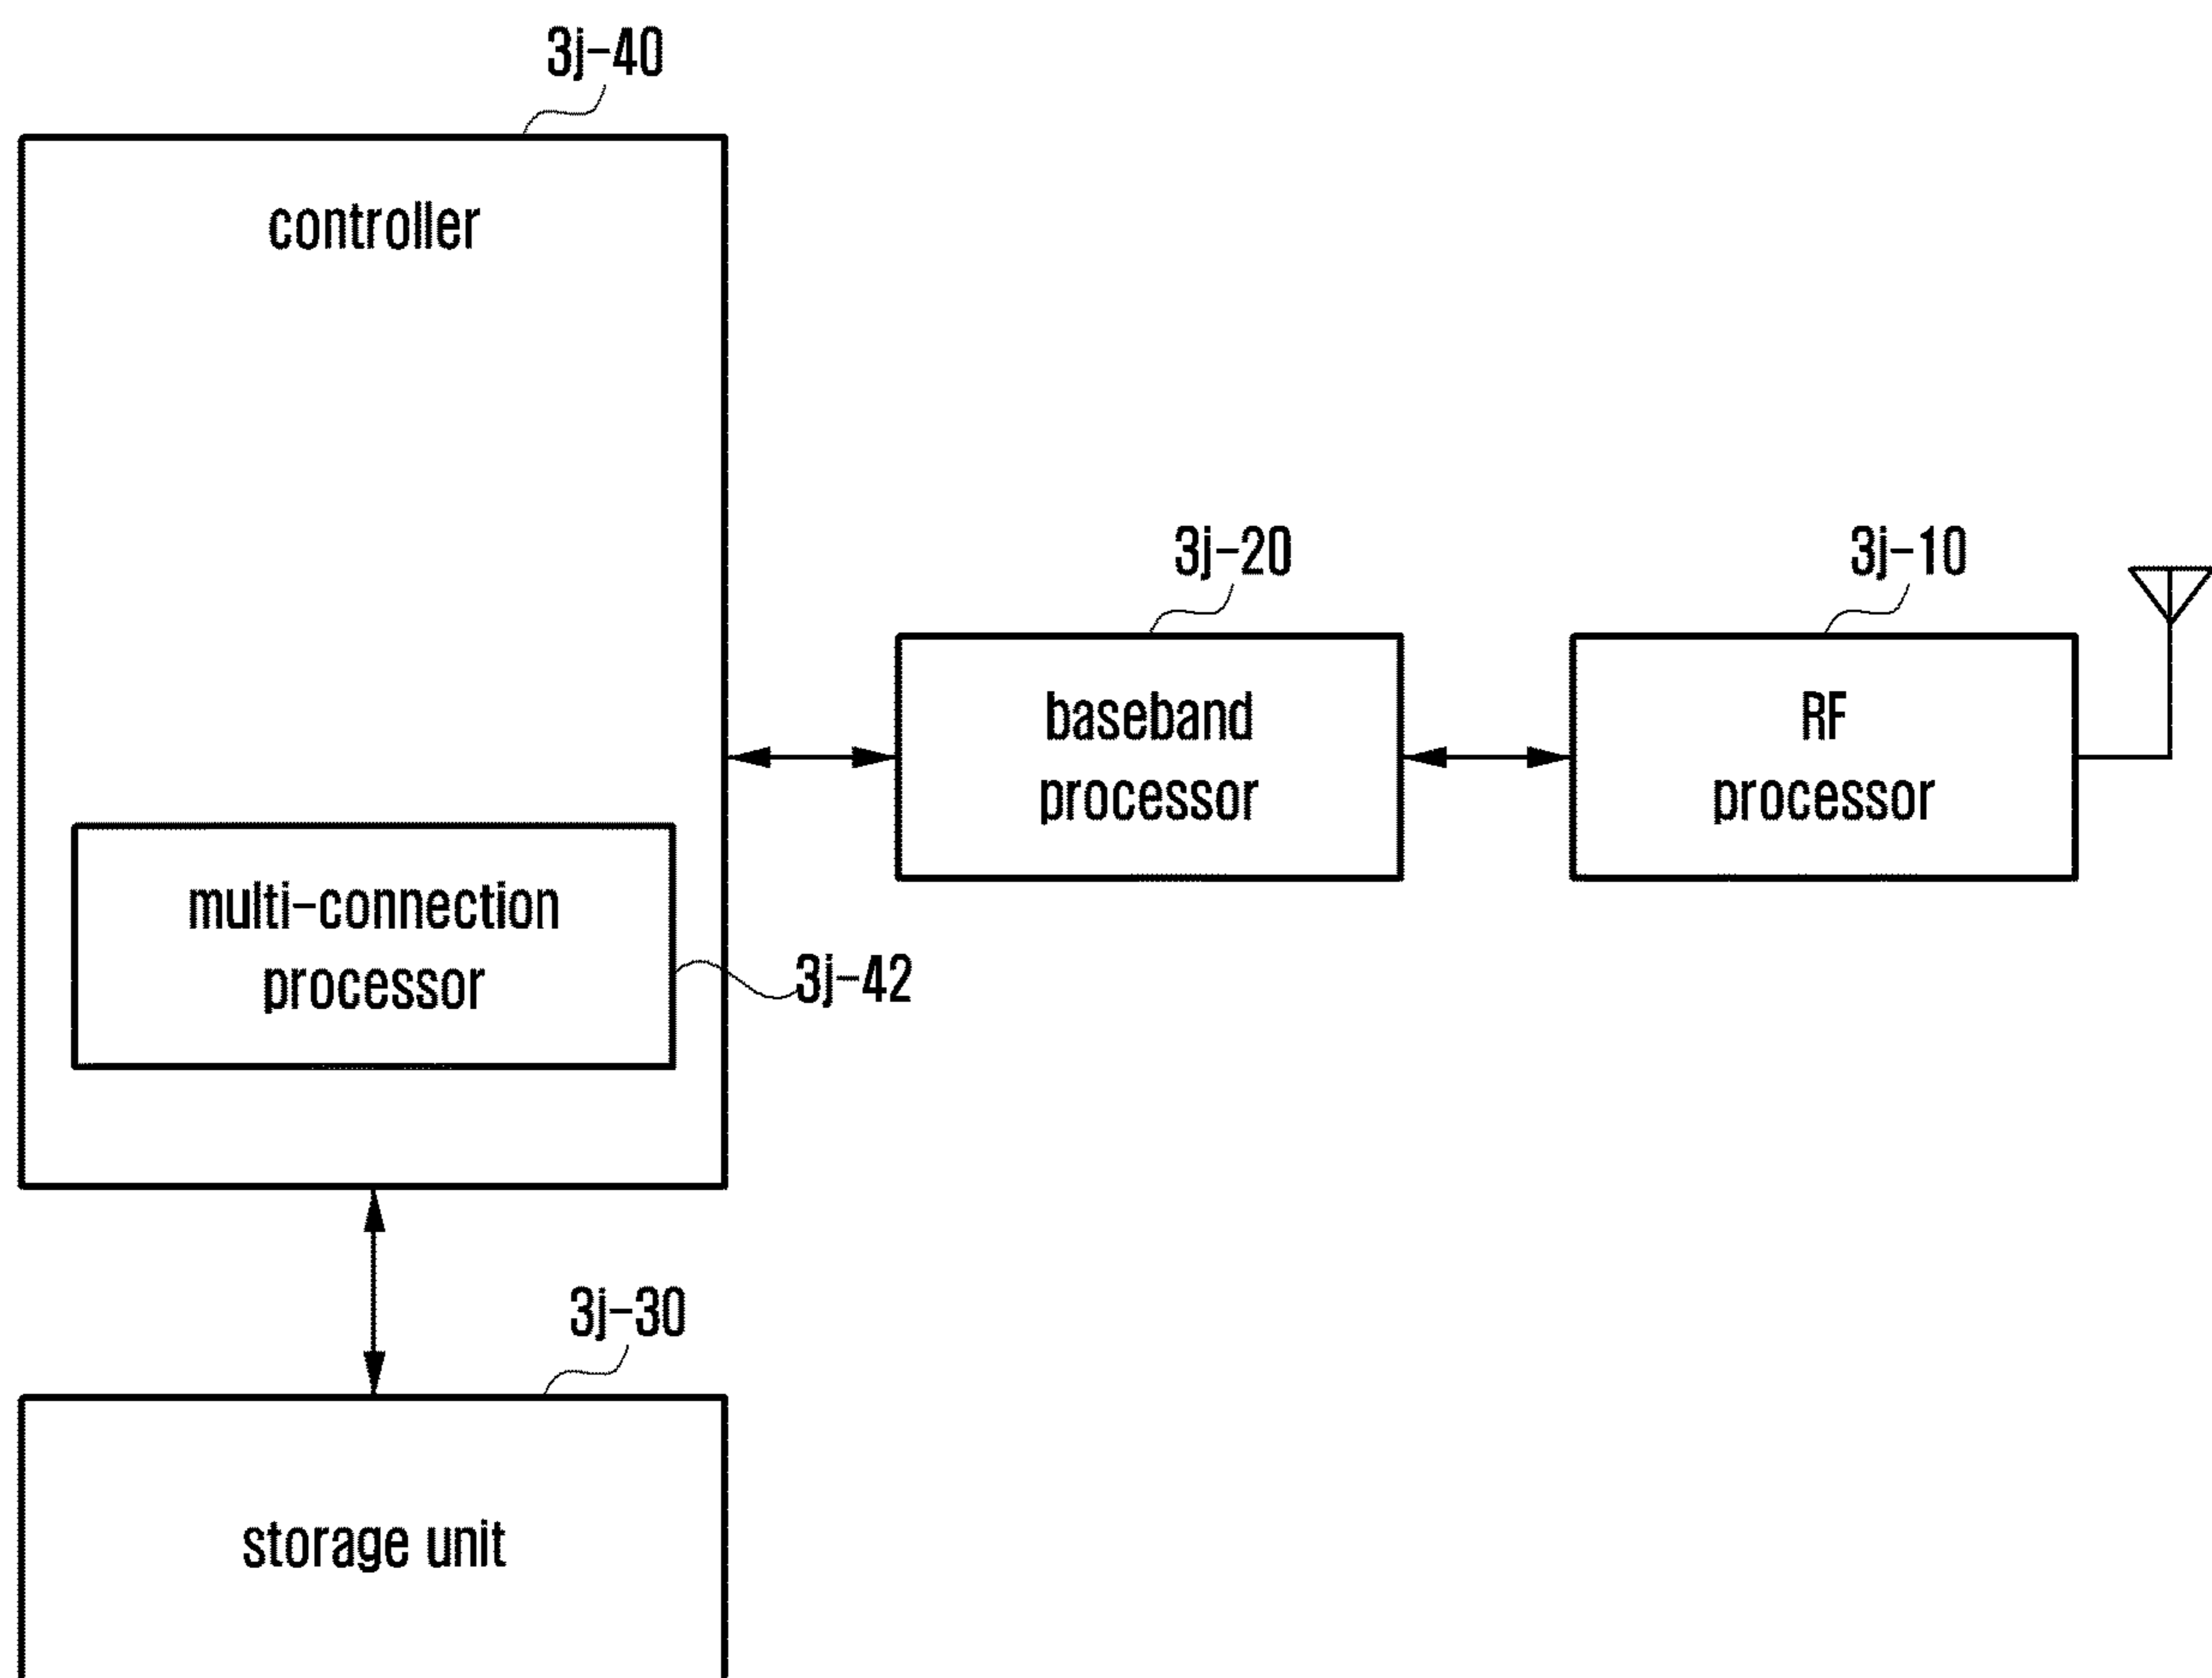 3j-40
controller
3j-20
3j-10
baseband
processor
RF
processor
multi-connection
processor
3j-42
3j-30
storage unit